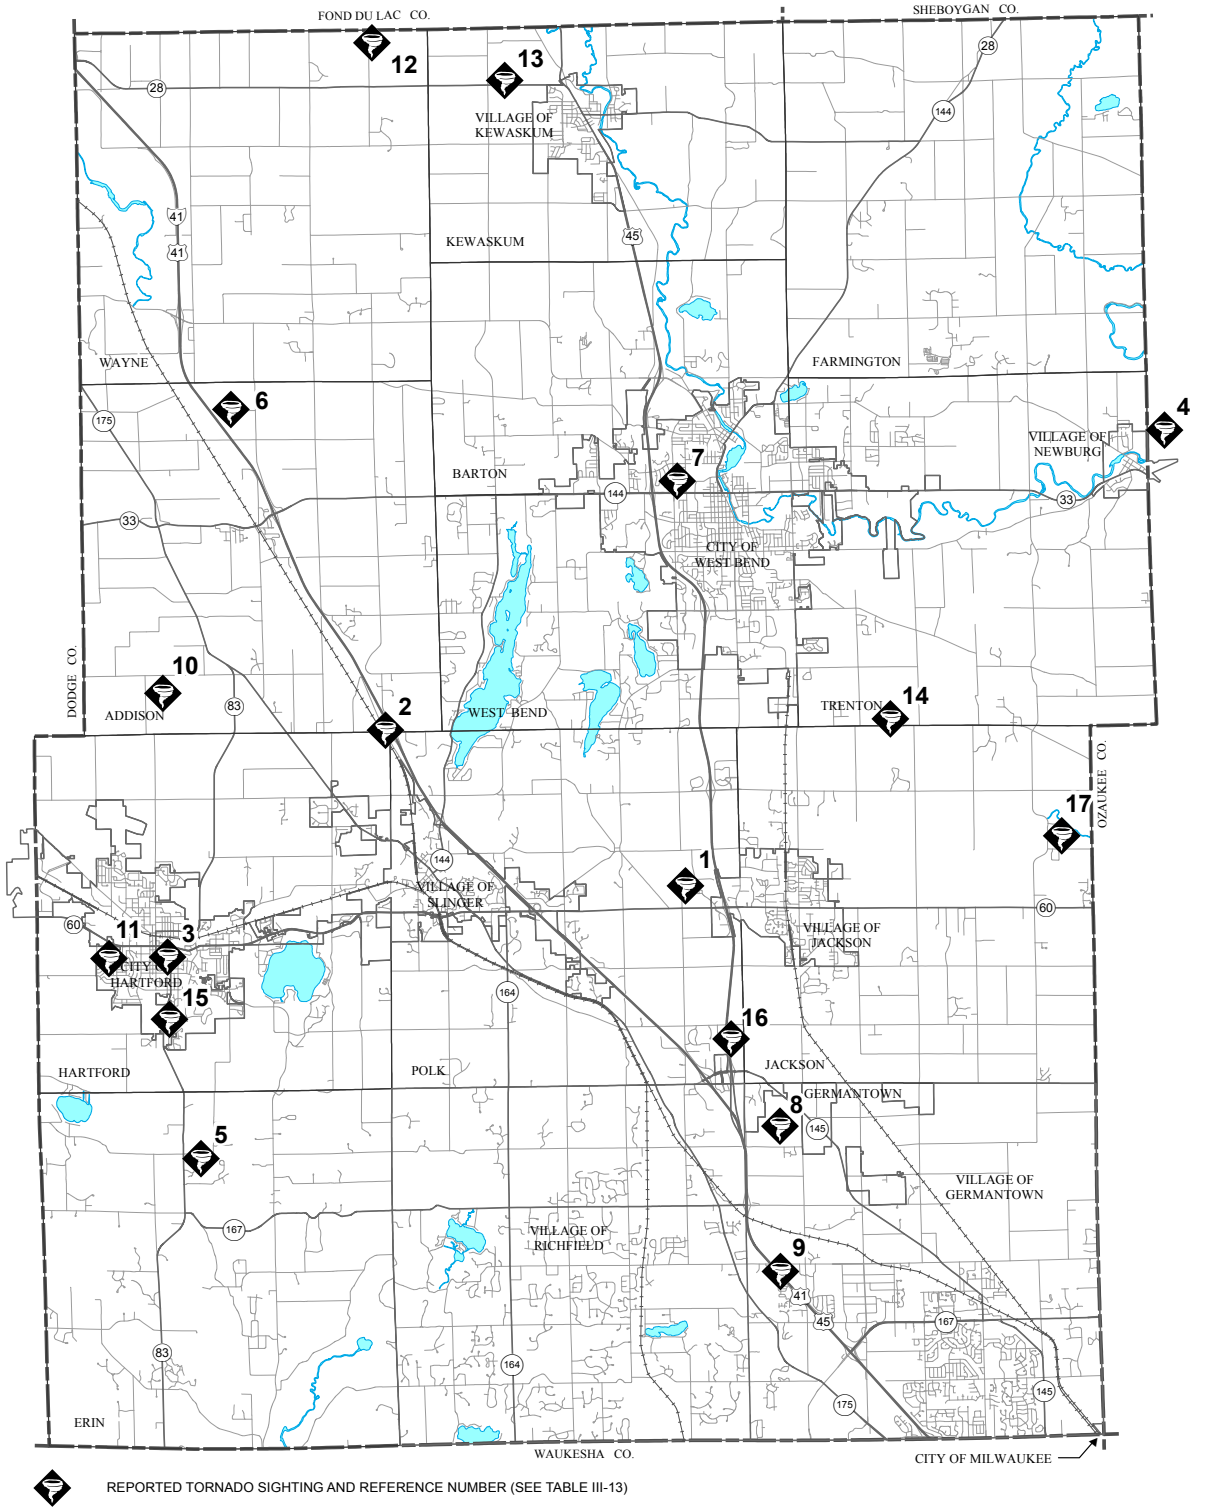 FOND DU LAC CO.
SHEBOYGAN CO.
12
13
28
28
144
VILLAGE OF
KEWASKUM
41
41
45
KEWASKUM
WAYNE
FARMINGTON
175
6
4
VILLAGE OF
NEWBURG
BARTON
7
144
33
33
CITY OF
WEST BEND
DODGE CO.
10
ADDISON
83
2
WEST BEND
TRENTON
14
OZAUKEE CO.
17
144
1
VILLAGE OF
SLINGER
60
60
11
3
CITY
HARTFORD
VILLAGE OF
JACKSON
15
164
16
HARTFORD
POLK
JACKSON
GERMANTOWN
8
145
5
VILLAGE OF
GERMANTOWN
167
VILLAGE OF
RICHFIELD
9
41
45
167
83
164
145
175
ERIN
WAUKESHA CO.
CITY OF MILWAUKEE
REPORTED TORNADO SIGHTING AND REFERENCE NUMBER (SEE TABLE III-13)